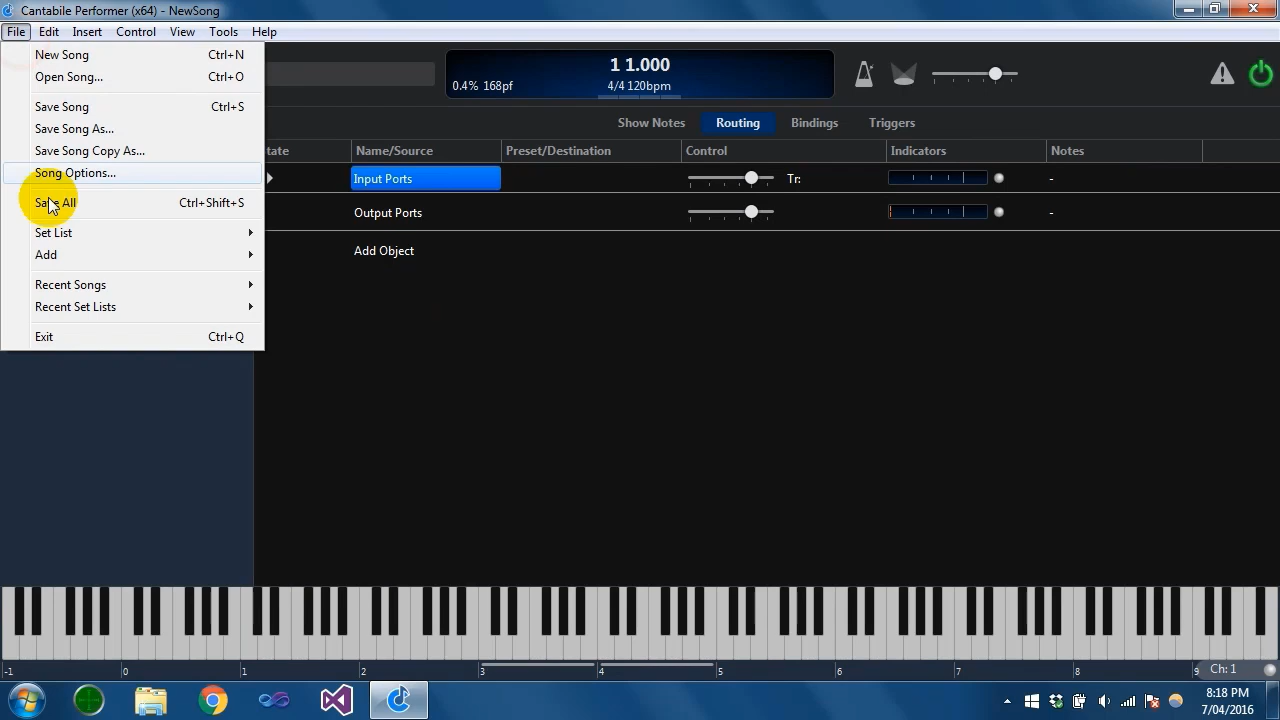 Cantabile Performer (x64) - NewSong
File Edit Insert Control View Tools Help
New Song Ctrl+N
Open Song... Ctrl+O
Save Song Ctrl+S
Save Song As...
Save Song Copy As...
Song Options...
Save All Ctrl+Shift+S
Set List
Add
Recent Songs
Recent Set Lists
Exit Ctrl+Q
1 1.000
0.4% 168pf 4/4 120bpm
Show Notes Routing Bindings Triggers
tate Name/Source Preset/Destination Control Indicators Notes
Input Ports Tr: -
Output Ports -
Add Object
-1 0 1 2 3 4 5 6 7 8 9 Ch: 1
8:18 PM
7/04/2016